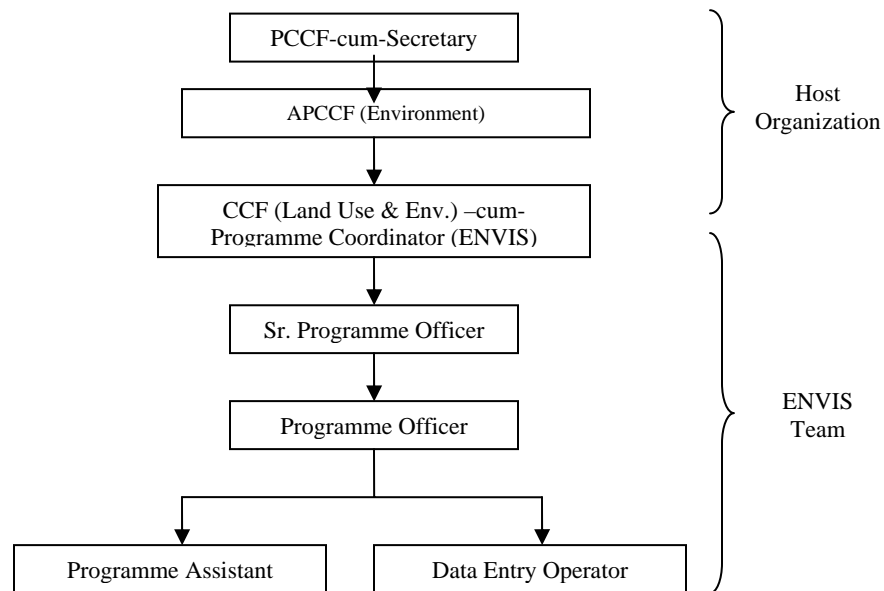 PCCF-cum-Secretary
APCCF (Environment)
Host
Organization
CCF (Land Use & Env.) –cum-
Programme Coordinator (ENVIS)
Sr. Programme Officer
Programme Officer
ENVIS
Team
Programme Assistant
Data Entry Operator